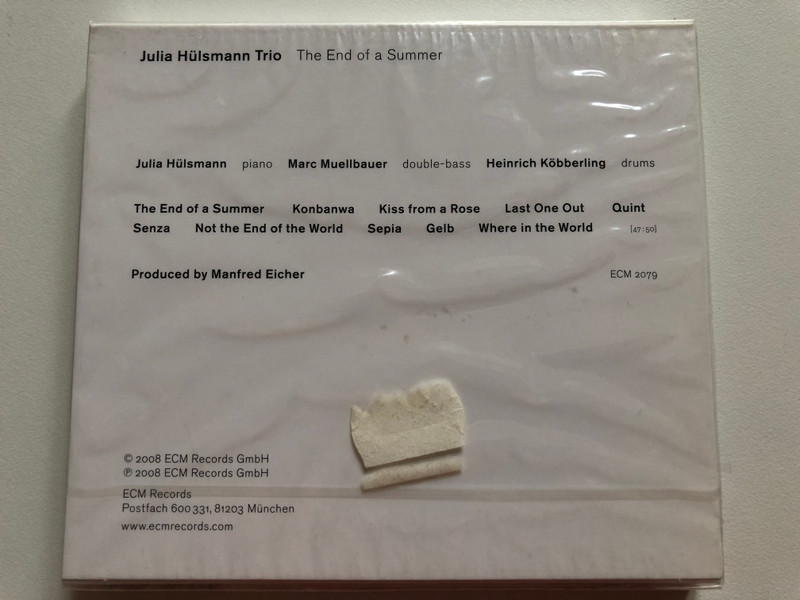 Julia Hülsmann Trio The End of a Summer
Julia Hülsmann piano Marc Muellbauer double-bass Heinrich Köbberling drums
The End of a Summer Konbanwa Kiss from a Rose Last One Out Quint
Senza Not the End of the World Sepia Gelb Where in the World [47:50]
Produced by Manfred Eicher ECM 2079
© 2008 ECM Records GmbH
℗ 2008 ECM Records GmbH
ECM Records
Postfach 600 331, 81203 München
www.ecmrecords.com